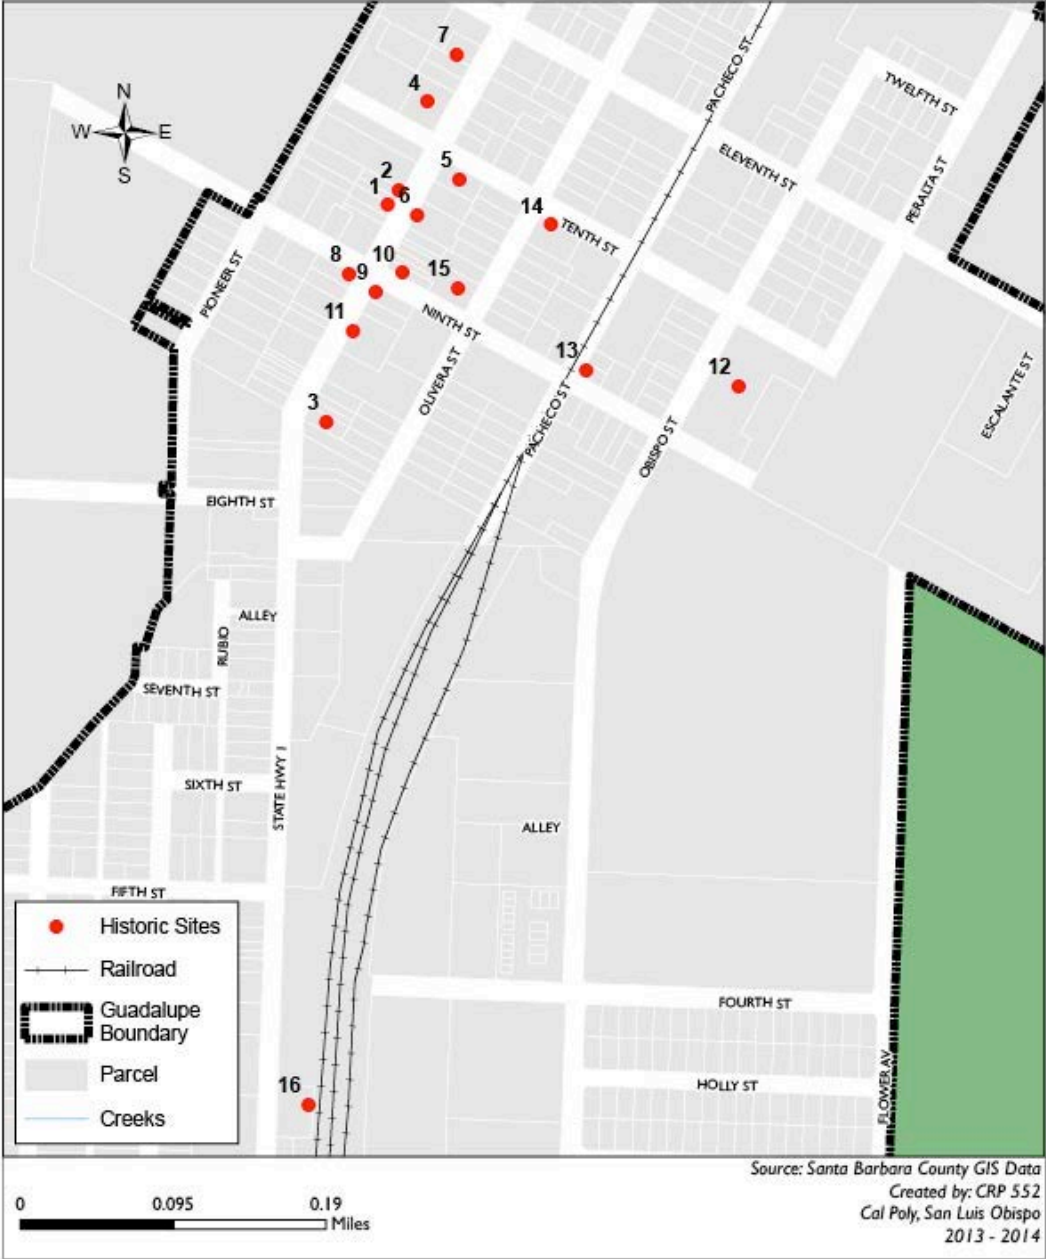 7
PACHECO ST
TWELFTH ST
N
4
W E
S
ELEVENTH ST
5
2
1
6
PERALTA ST
14
TENTH ST
PIONEER ST
8
10
9
15
11
NINTH ST
13
12
OLIVERA ST
ESCALANTE ST
3
PACHECO ST
OBISPO ST
EIGHTH ST
ALLEY
RUBIO
SEVENTH ST
SIXTH ST
STATE HWY 1
ALLEY
FIFTH ST
Historic Sites
Railroad
Guadalupe
Boundary
Parcel
Creeks
FOURTH ST
HOLLY ST
FLOWER AV
16
Source: Santa Barbara County GIS Data
Created by: CRP 552
Cal Poly, San Luis Obispo
2013 - 2014
0 0.095 0.19
Miles